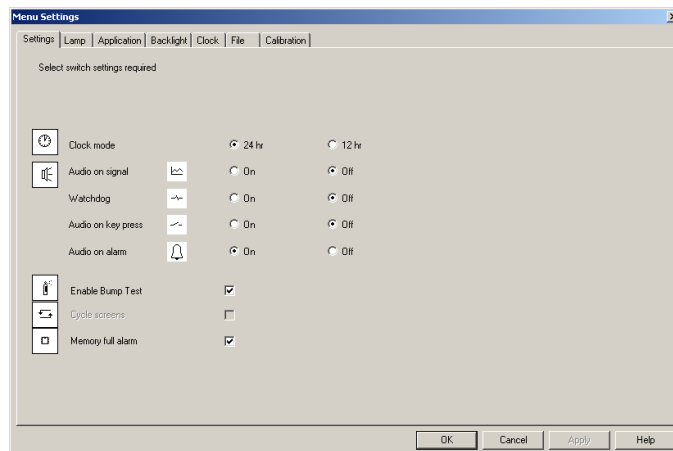 Menu Settings
Settings Lamp Application Backlight Clock File Calibration
Select switch settings required
Clock mode 24 hr 12 hr
Audio on signal On Off
Watchdog On Off
Audio on key press On Off
Audio on alarm On Off
Enable Bump Test
Cycle screens
Memory full alarm
OK Cancel Apply Help